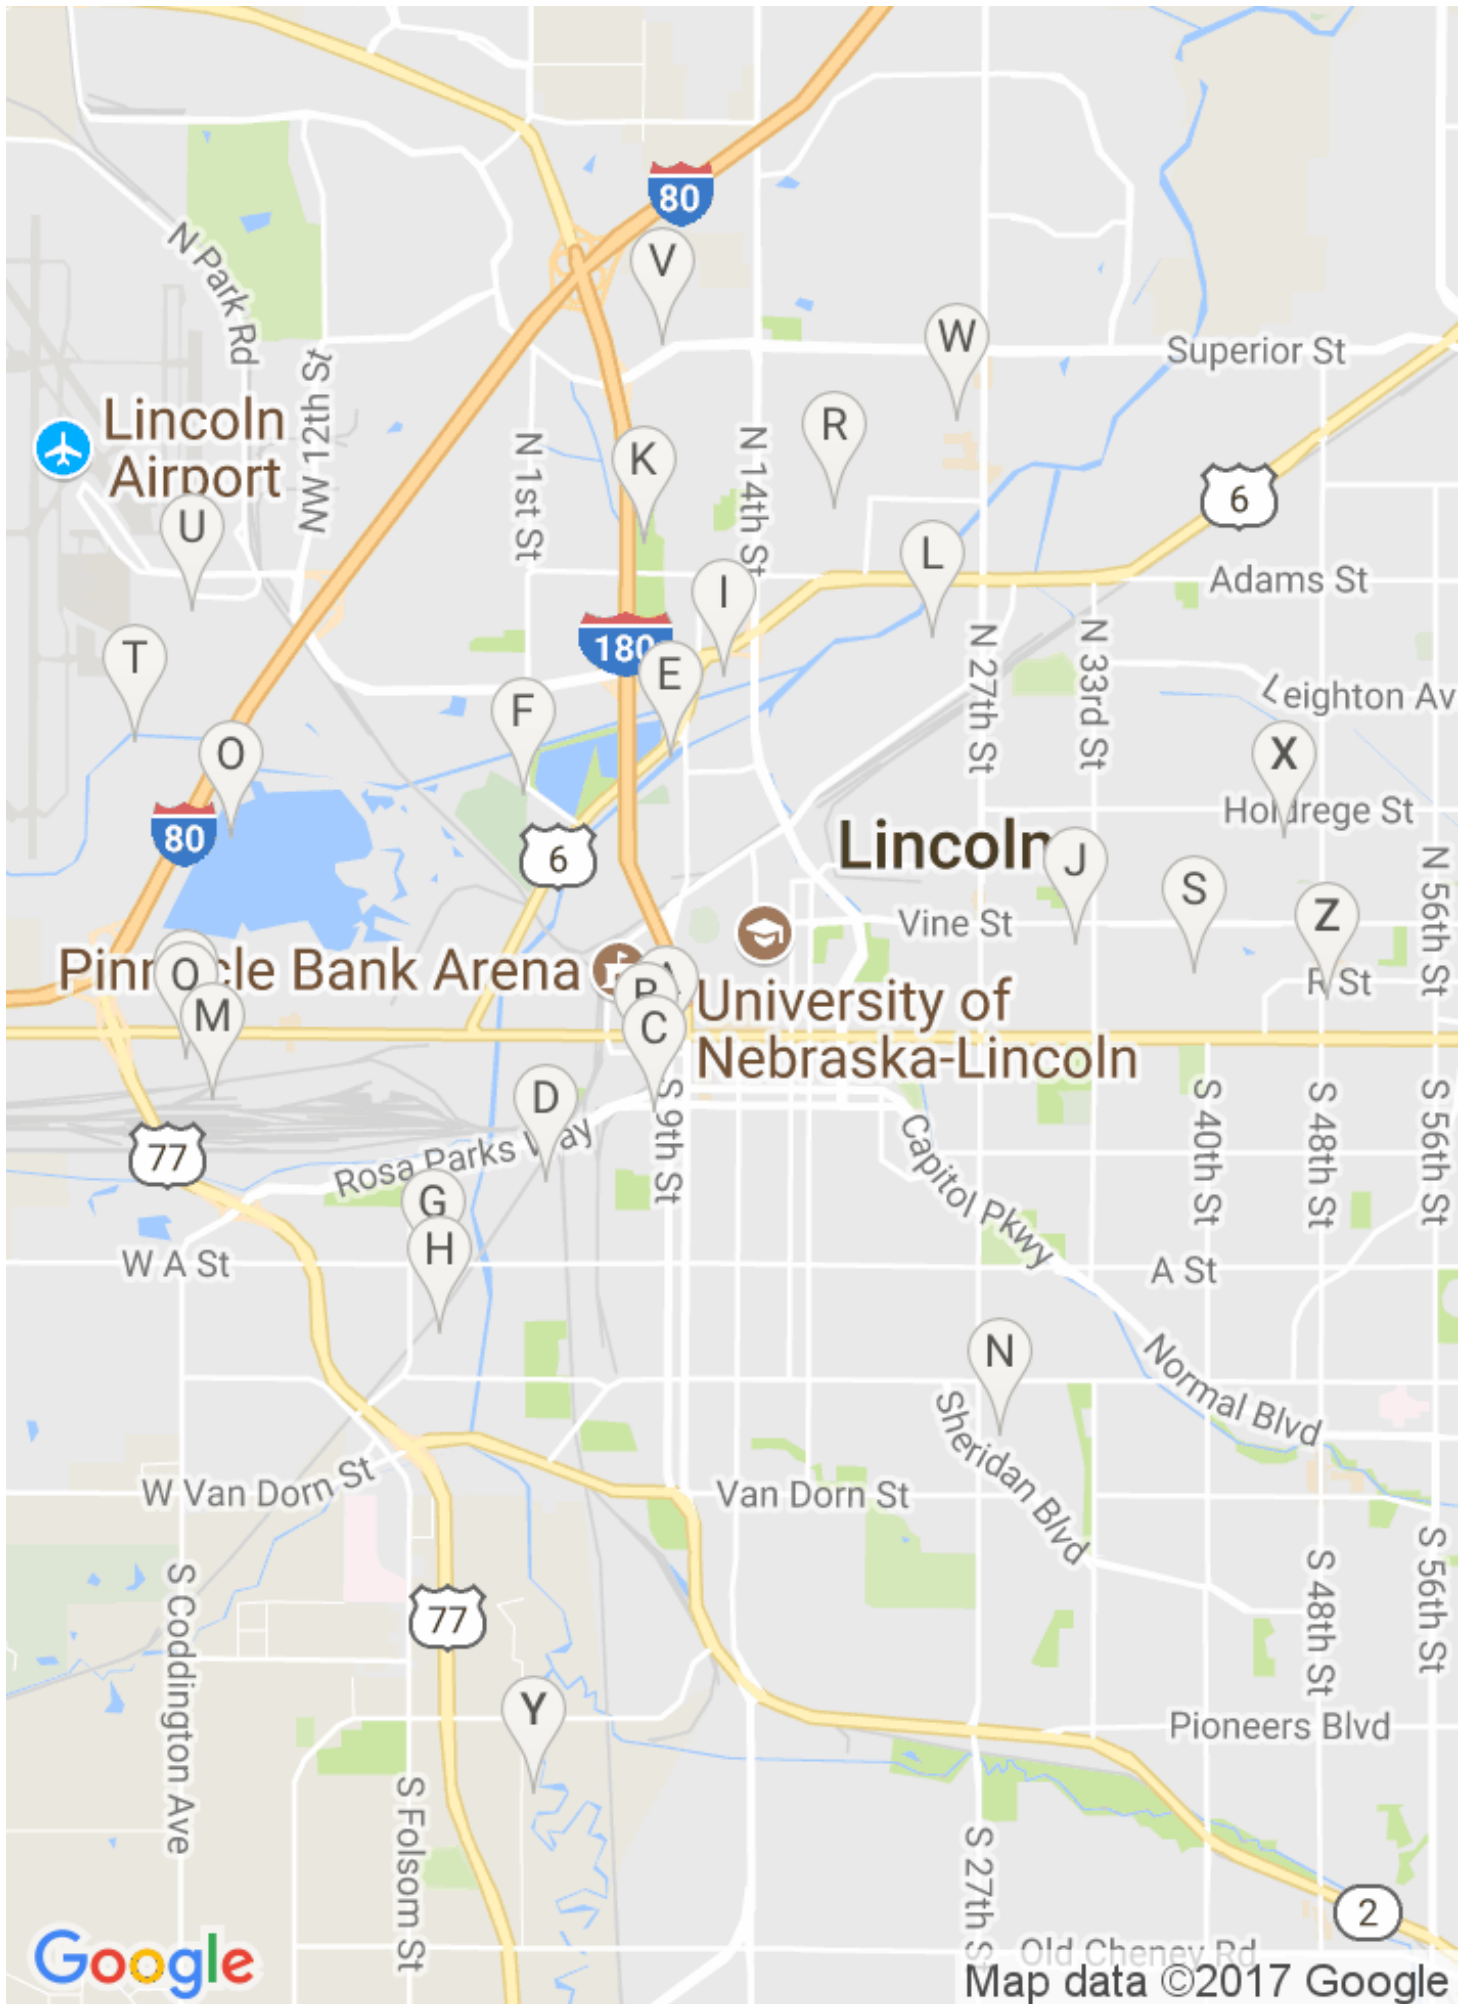 80
V
N Park Rd
W
Superior St
NW 12th St
Lincoln
Airport
R
N 1st St
K
N 14th St
6
U
L
I
Adams St
180
T
E
N 27th St
N 33rd St
Leighton Av
F
O
X
80
Holdrege St
6
Lincoln
J
N 56th St
S
Z
Vine St
Pinnacle Bank Arena
A
B
R St
M
C
University of
Nebraska-Lincoln
D
S 9th St
S 40th St
S 48th St
S 56th St
77
Rosa Parks Way
Capitol Pkwy
G
H
W A St
A St
N
Normal Blvd
Sheridan Blvd
W Van Dorn St
Van Dorn St
S Coddington Ave
S 48th St
S 56th St
77
Y
Pioneers Blvd
S Folsom St
S 27th St
2
Old Cheney Rd
Google
Map data ©2017 Google